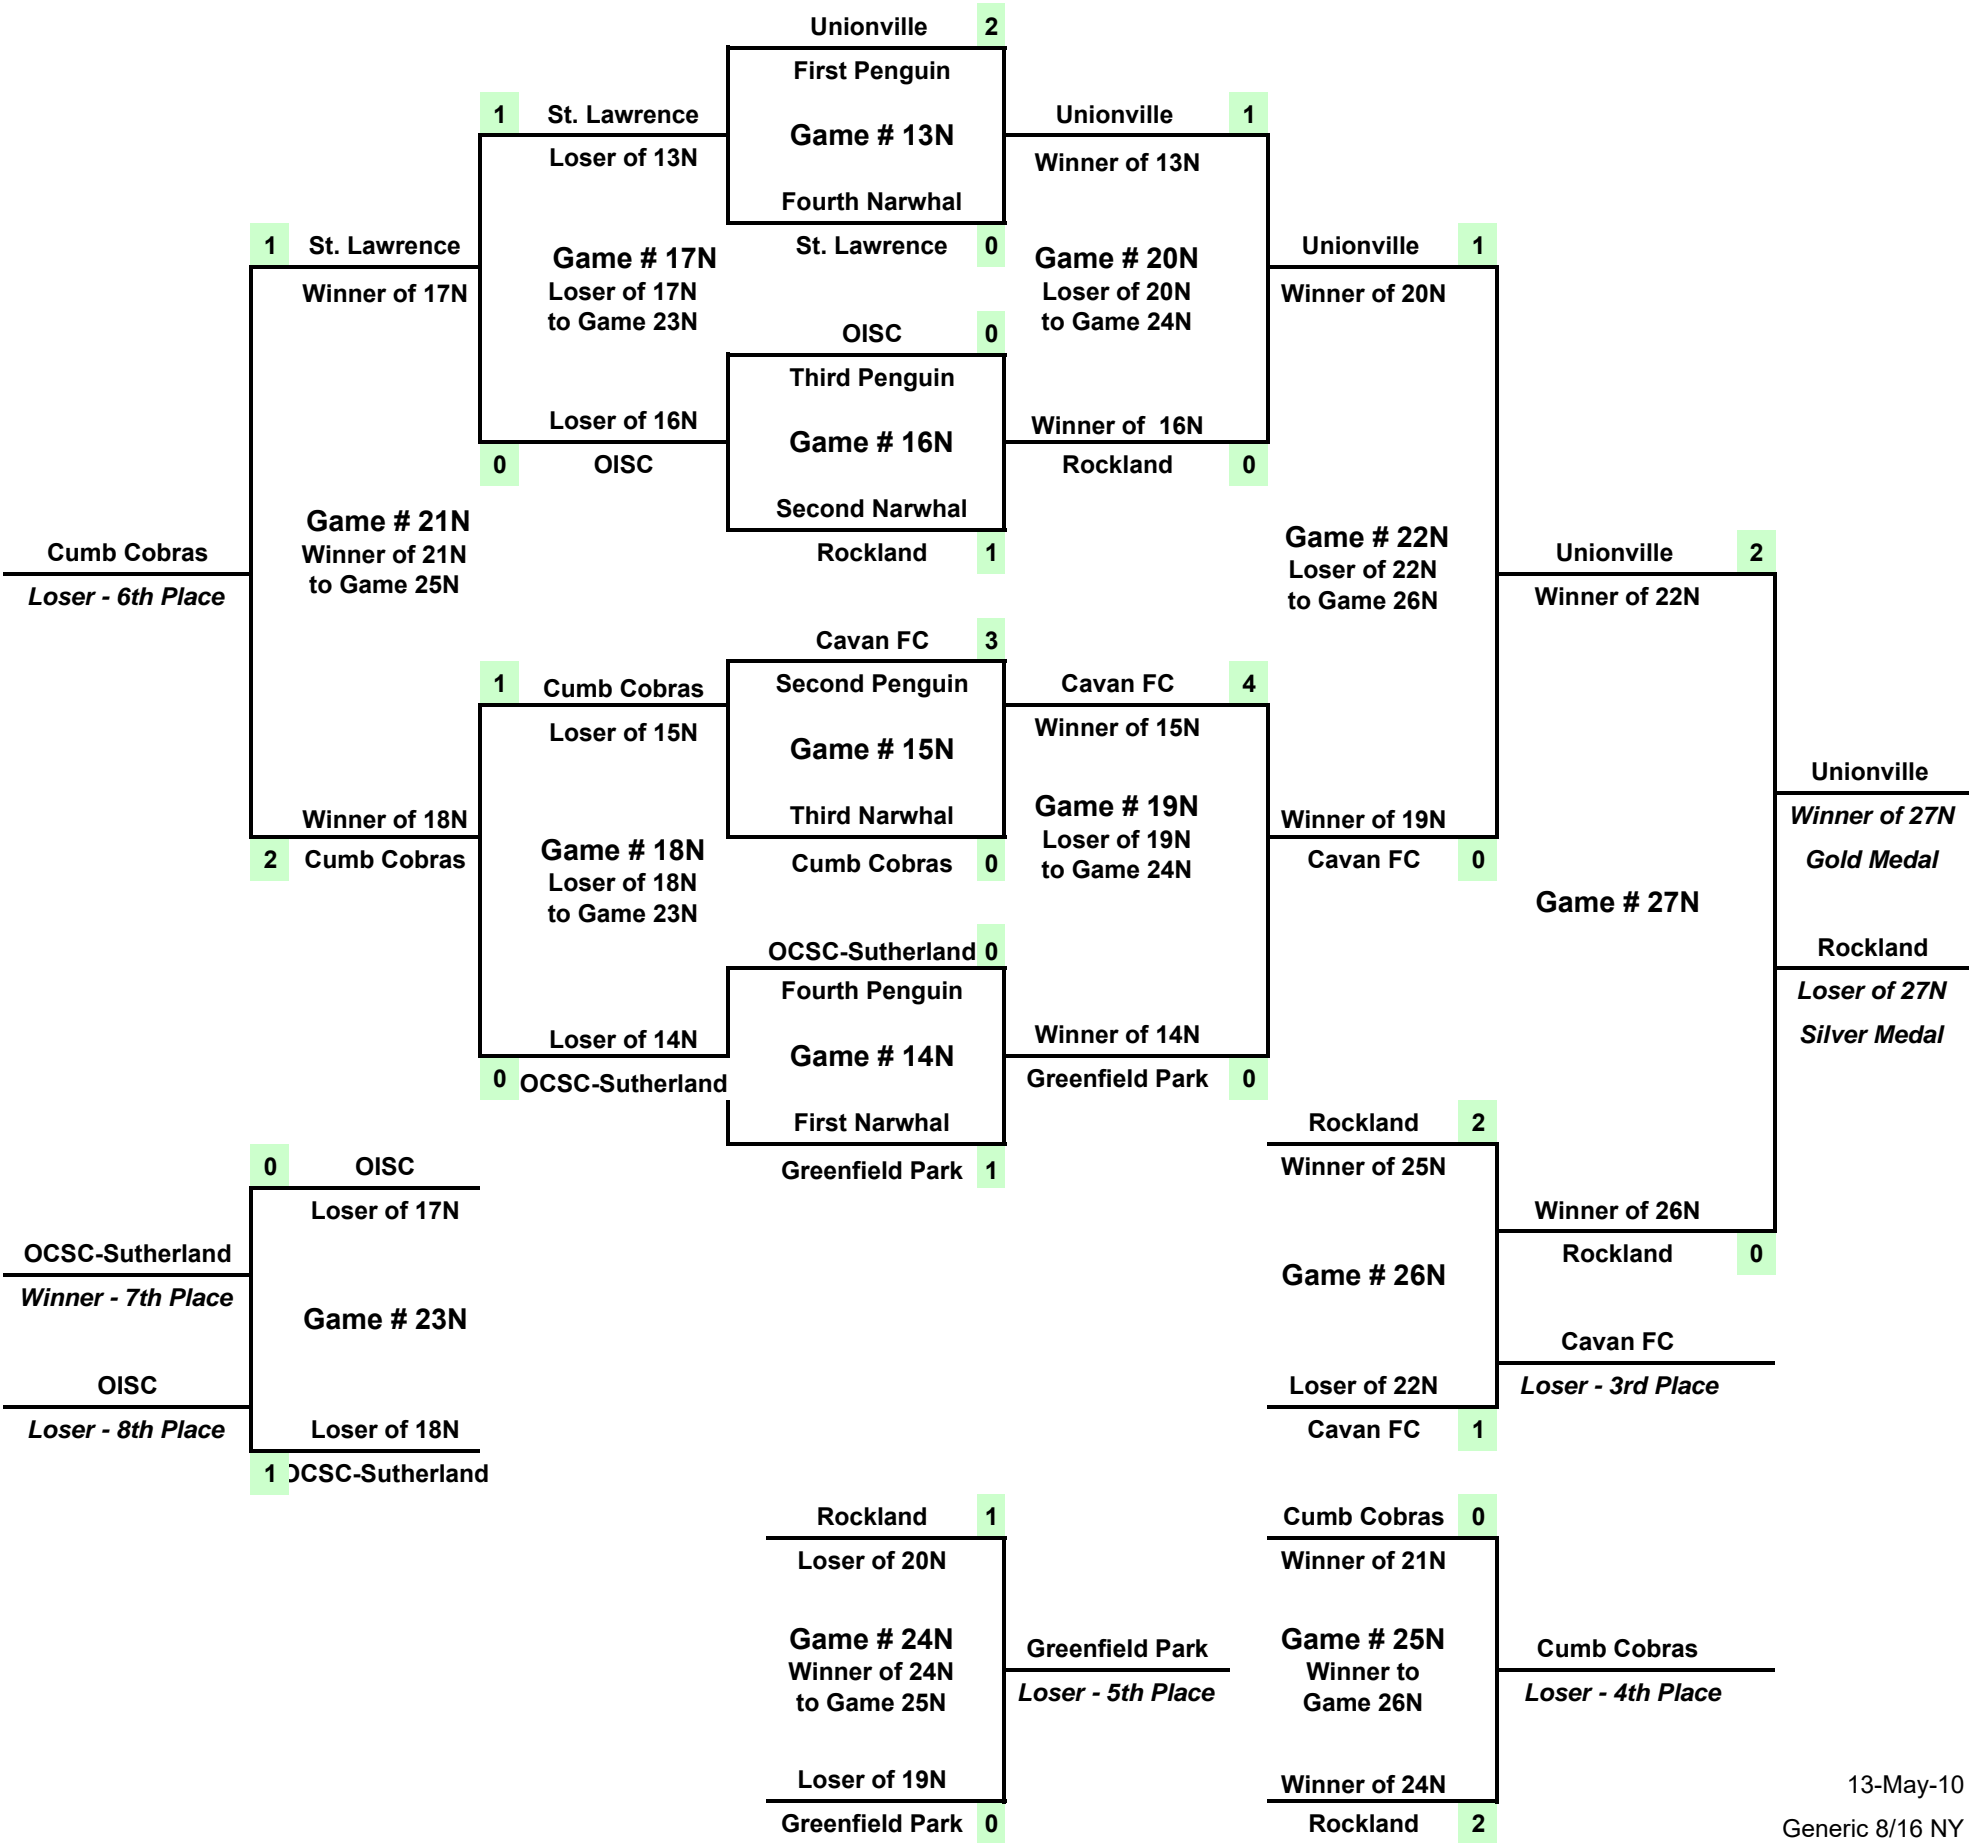 Unionville 2
First Penguin
1 St. Lawrence
Game # 13N
Unionville 1
Loser of 13N
Winner of 13N
Fourth Narwhal
1 St. Lawrence
St. Lawrence 0
Unionville 1
Game # 17N
Game # 20N
Winner of 17N
Loser of 17N
Loser of 20N
Winner of 20N
to Game 23N
to Game 24N
OISC 0
Third Penguin
Loser of 16N
Winner of 16N
Game # 16N
0 OISC
Rockland 0
Second Narwhal
Game # 21N
Game # 22N
Cumb Cobras
Winner of 21N
Rockland 1
Unionville 2
Loser of 22N
to Game 25N
Loser - 6th Place
to Game 26N
Winner of 22N
Cavan FC 3
1 Cumb Cobras
Second Penguin
Cavan FC 4
Loser of 15N
Winner of 15N
Game # 15N
Unionville
Winner of 18N
Third Narwhal
Game # 19N
Winner of 19N
Winner of 27N
Loser of 19N
2 Cumb Cobras
Game # 18N
Cumb Cobras 0
to Game 24N
Cavan FC 0
Gold Medal
Loser of 18N
to Game 23N
Game # 27N
OCSC-Sutherland 0
Rockland
Fourth Penguin
Loser of 27N
Loser of 14N
Winner of 14N
Silver Medal
Game # 14N
0 OCSC-Sutherland
Greenfield Park 0
First Narwhal
Rockland 2
0 OISC
Greenfield Park 1
Winner of 25N
Loser of 17N
Winner of 26N
OCSC-Sutherland
Rockland 0
Game # 26N
Winner - 7th Place
Game # 23N
Cavan FC
OISC
Loser of 22N
Loser - 3rd Place
Loser - 8th Place
Loser of 18N
Cavan FC 1
1 OCSC-Sutherland
Rockland 1
Cumb Cobras 0
Loser of 20N
Winner of 21N
Game # 24N
Greenfield Park
Game # 25N
Cumb Cobras
Winner of 24N
Winner to
to Game 25N
Loser - 5th Place
Game 26N
Loser - 4th Place
Loser of 19N
Winner of 24N
13-May-10
Greenfield Park 0
Rockland 2
Generic 8/16 NY